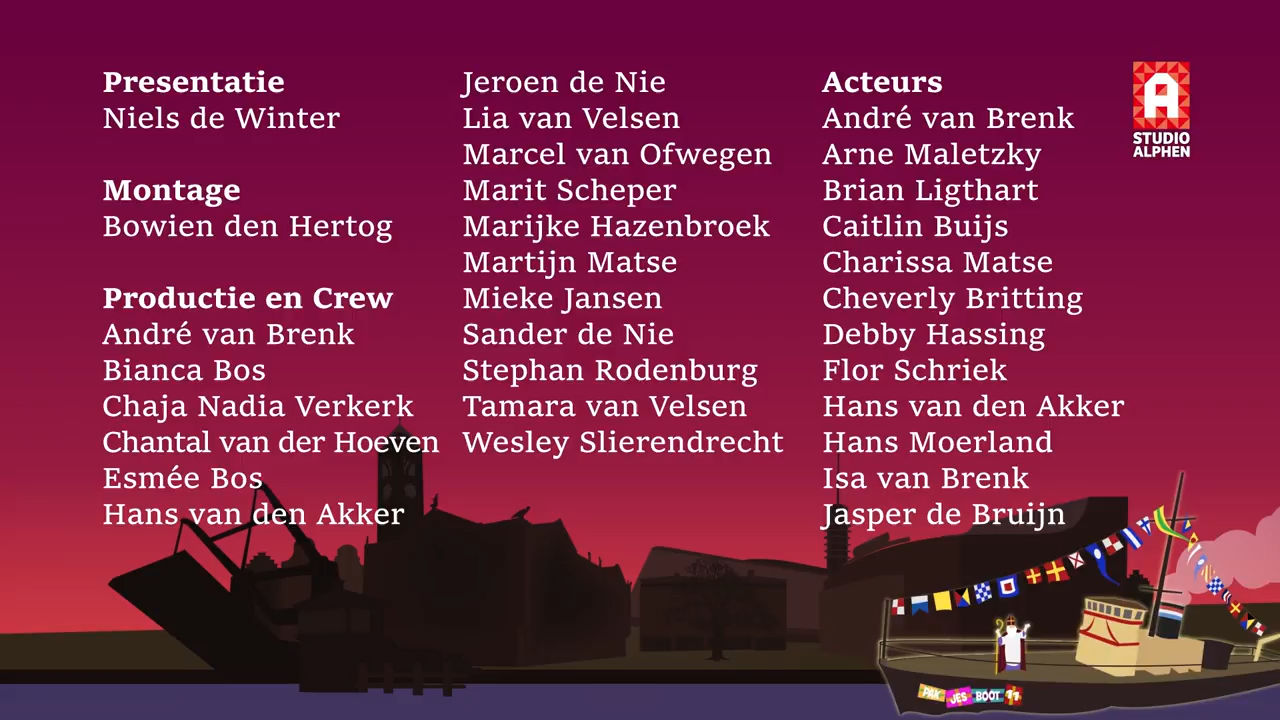 Presentatie
Niels de Winter
Montage
Bowien den Hertog
Productie en Crew
André van Brenk
Bianca Bos
Chaja Nadia Verkerk
Chantal van der Hoeven
Esmée Bos
Hans van den Akker
Jeroen de Nie
Lia van Velsen
Marcel van Ofwegen
Marit Scheper
Marijke Hazenbroek
Martijn Matse
Mieke Jansen
Sander de Nie
Stephan Rodenburg
Tamara van Velsen
Wesley Slierendrecht
Acteurs
André van Brenk
Arne Maletzky
Brian Ligthart
Caitlin Buijs
Charissa Matse
Cheverly Britting
Debby Hassing
Flor Schriek
Hans van den Akker
Hans Moerland
Isa van Brenk
Jasper de Bruijn
A
STUDIO
ALPHEN
PAK JES BOOT 11